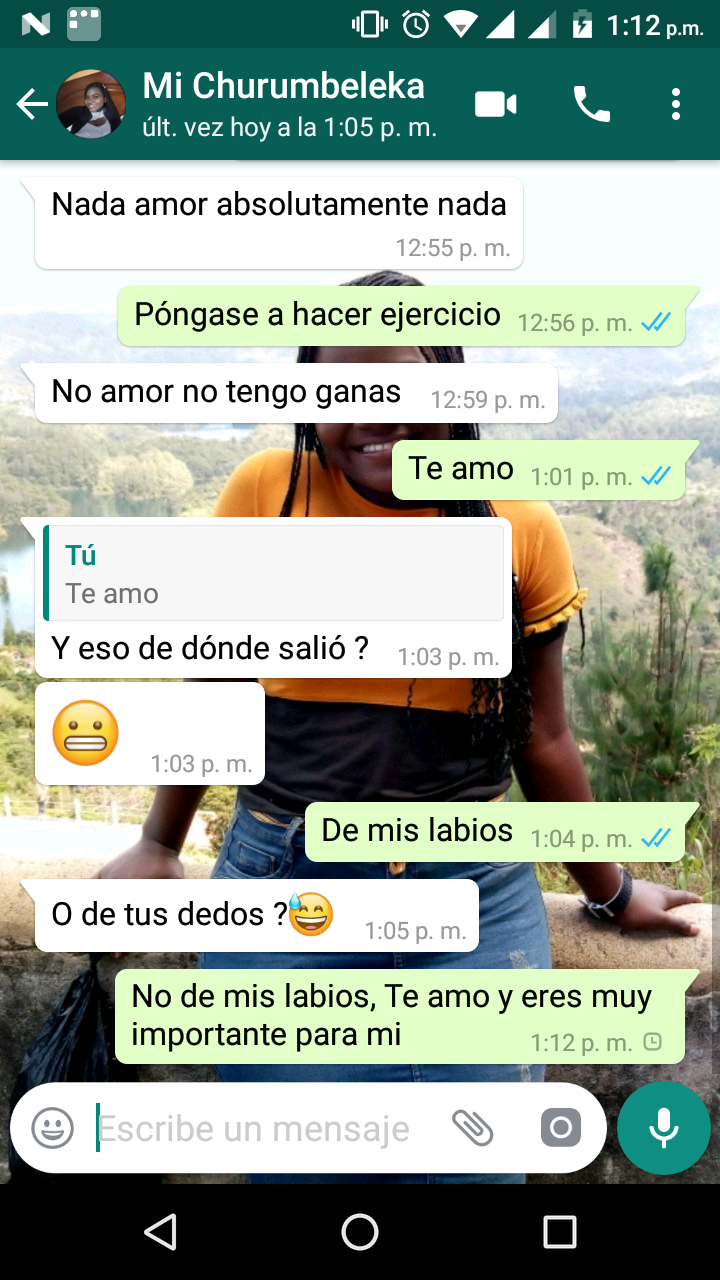 1:12 p.m.
Mi Churumbeleka
últ. vez hoy a la 1:05 p. m.
Nada amor absolutamente nada
12:55 p. m.
Póngase a hacer ejercicio 12:56 p. m.
No amor no tengo ganas 12:59 p. m.
Te amo 1:01 p. m.
Tú
Te amo
Y eso de dónde salió ? 1:03 p. m.
😬 1:03 p. m.
De mis labios 1:04 p. m.
O de tus dedos ?😅 1:05 p. m.
No de mis labios, Te amo y eres muy
importante para mi 1:12 p. m.
Escribe un mensaje